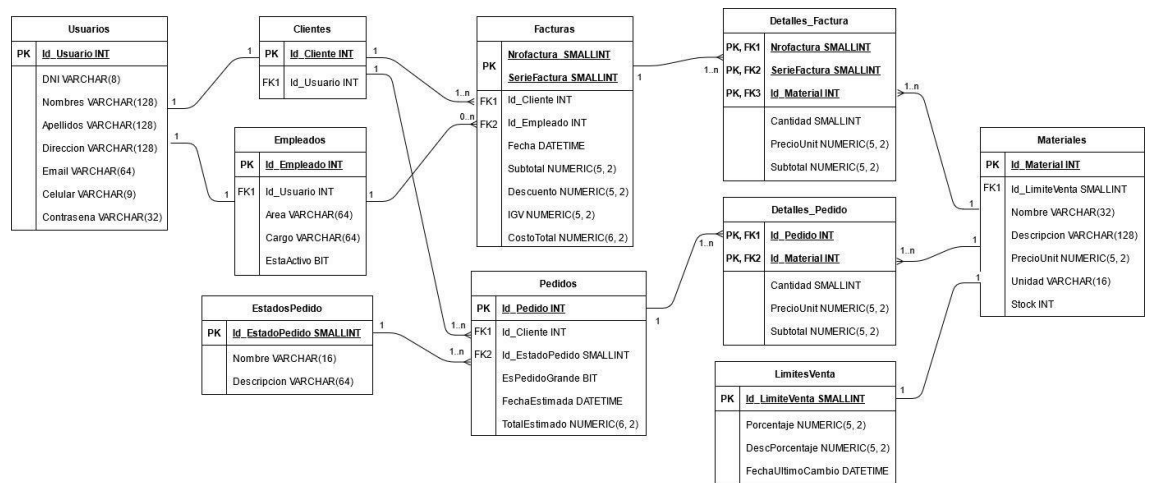 Usuarios
PK Id_Usuario INT
DNI VARCHAR(8)
Nombres VARCHAR(128)
Apellidos VARCHAR(128)
Direccion VARCHAR(128)
Email VARCHAR(64)
Celular VARCHAR(9)
Contrasena VARCHAR(32)
1
1
Clientes
1 PK Id_Cliente INT 1
FK1 Id_Usuario INT 1
Empleados
PK Id_Empleado INT
1 FK1 Id_Usuario INT 1
Area VARCHAR(64)
Cargo VARCHAR(64)
EstaActivo BIT
EstadosPedido
PK Id_EstadoPedido SMALLINT 1
Nombre VARCHAR(16)
Descripcion VARCHAR(64)
Facturas
PK Nrofactura SMALLINT
SerieFactura SMALLINT 1
1..n FK1 Id_Cliente INT
0..n FK2 Id_Empleado INT
Fecha DATETIME
Subtotal NUMERIC(5, 2)
Descuento NUMERIC(5, 2)
IGV NUMERIC(5, 2)
CostoTotal NUMERIC(6, 2)
Pedidos
PK Id_Pedido INT 1
1..n FK1 Id_Cliente INT
1..n FK2 Id_EstadoPedido SMALLINT
EsPedidoGrande BIT
FechaEstimada DATETIME
TotalEstimado NUMERIC(6, 2)
Detalles_Factura
PK, FK1 Nrofactura SMALLINT
1..n PK, FK2 SerieFactura SMALLINT
PK, FK3 Id_Material INT 1..n
Cantidad SMALLINT
PrecioUnit NUMERIC(5, 2)
Subtotal NUMERIC(5, 2)
Detalles_Pedido
1..n PK, FK1 Id_Pedido INT
PK, FK2 Id_Material INT 1..n
Cantidad SMALLINT
PrecioUnit NUMERIC(5, 2)
Subtotal NUMERIC(5, 2)
LimitesVenta
PK Id_LimiteVenta SMALLINT 1
Porcentaje NUMERIC(5, 2)
DescPorcentaje NUMERIC(5, 2)
FechaUltimoCambio DATETIME
Materiales
PK Id_Material INT
FK1 Id_LimiteVenta SMALLINT
1 Nombre VARCHAR(32)
Descripcion VARCHAR(128)
1 PrecioUnit NUMERIC(5, 2)
1 Unidad VARCHAR(16)
Stock INT